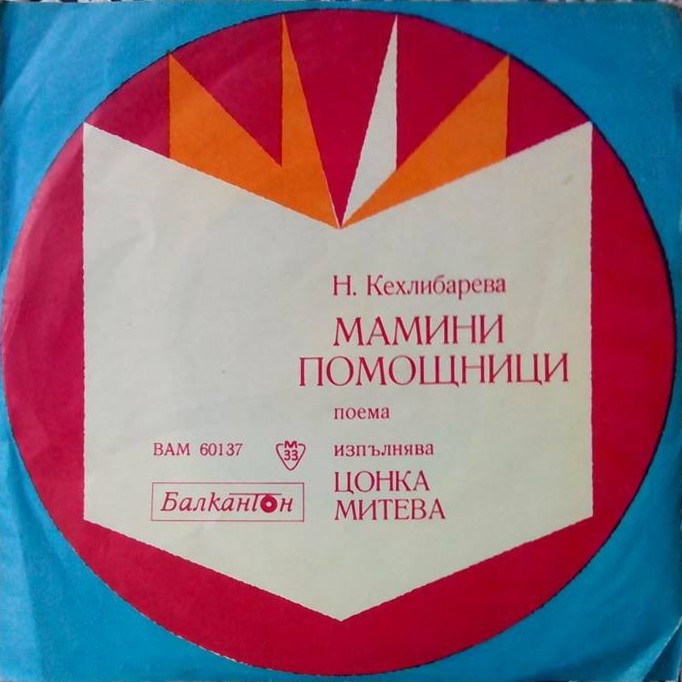 Н. Кехлибарева
МАМИНИ
ПОМОЩНИЦИ
поема
ВАМ 60137 М 33 изпълнява
ЦОНКА
МИТЕВА
Балкантон